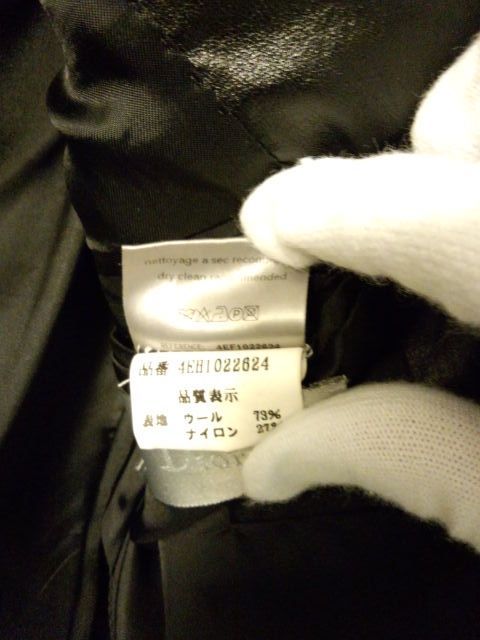 nettoyage a sec
dry clean recommended
4EF1022624
品番 4EH1022624
品質表示
表地 ウール 73%
ナイロン 27%